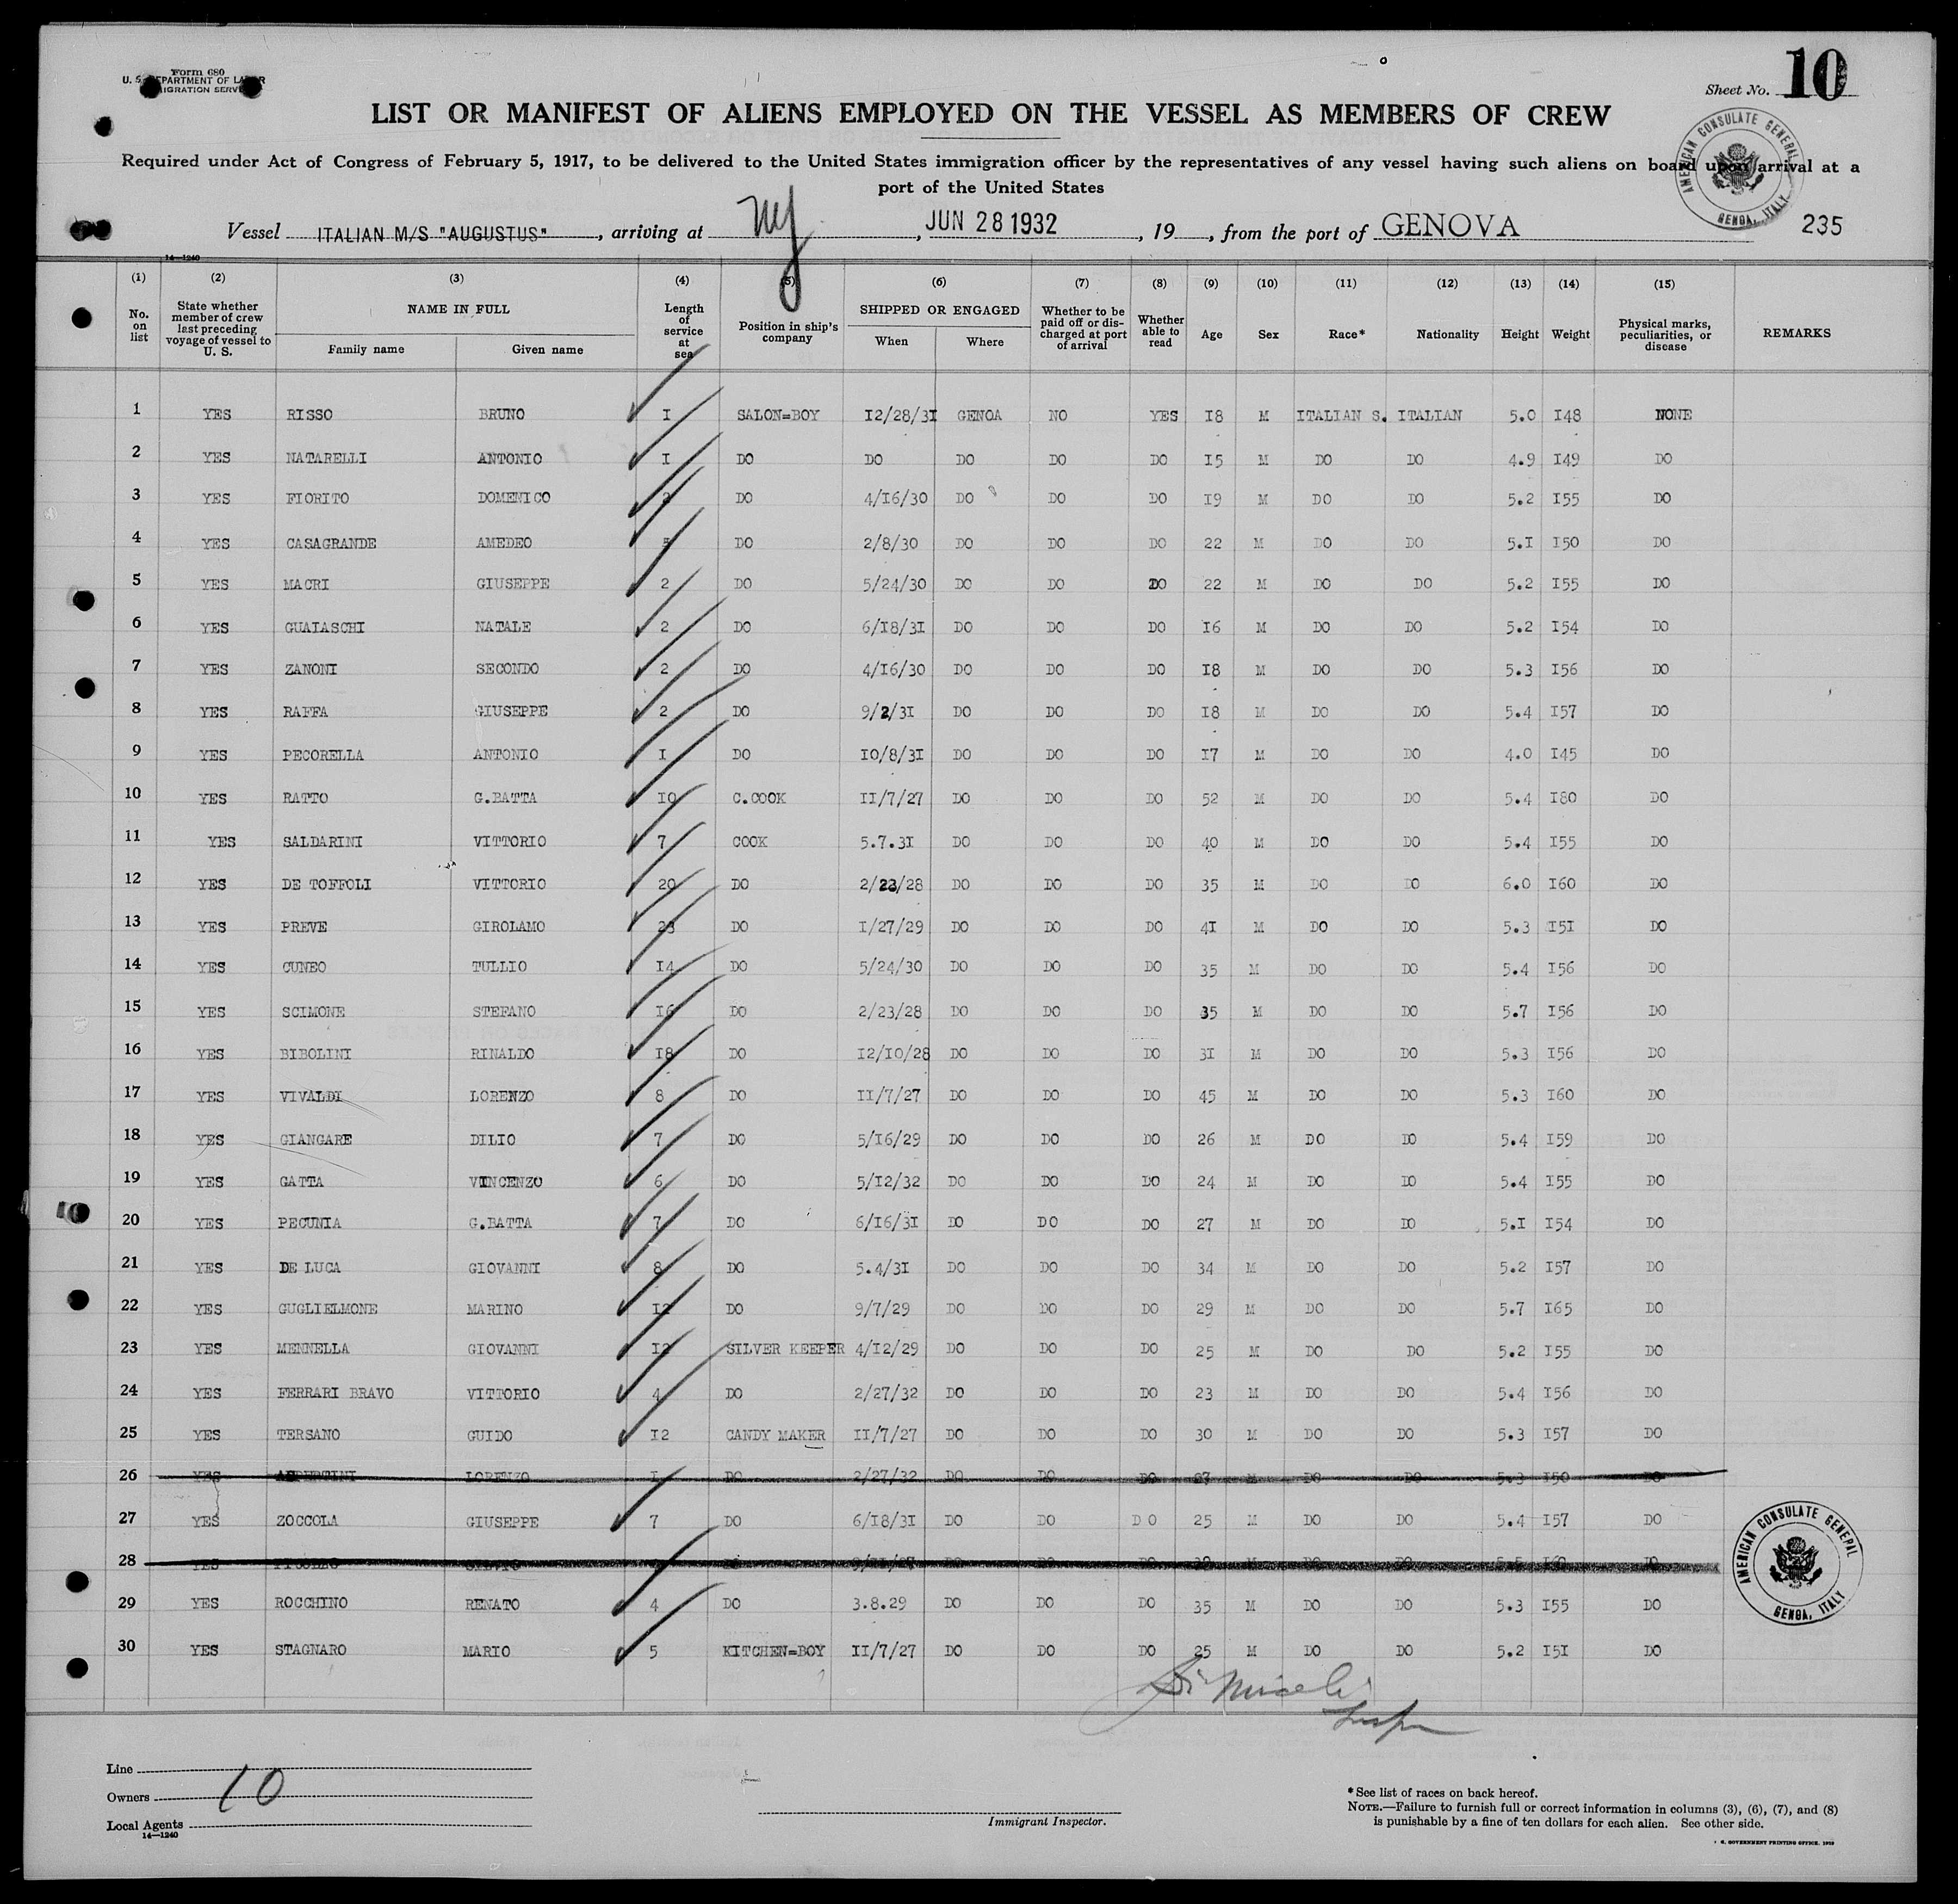 Form 680
U. S. DEPARTMENT OF LABOR
IMMIGRATION SERVICE
Sheet No. 10
LIST OR MANIFEST OF ALIENS EMPLOYED ON THE VESSEL AS MEMBERS OF CREW
Required under Act of Congress of February 5, 1917, to be delivered to the United States immigration officer by the representatives of any vessel having such aliens on board upon arrival at a
port of the United States
AMERICAN CONSULATE GENERAL GENOA, ITALY
Vessel ITALIAN M/S "AUGUSTUS", arriving at NY, JUN 28 1932, 19, from the port of GENOVA 235
14—1240
(1) (2) (3) (4) (5) (6) (7) (8) (9) (10) (11) (12) (13) (14) (15)
No. on list State whether member of crew last preceding voyage of vessel to U. S. NAME IN FULL Family name Given name Length of service at sea Position in ship's company SHIPPED OR ENGAGED When Where Whether to be paid off or discharged at port of arrival Whether able to read Age Sex Race* Nationality Height Weight Physical marks, peculiarities, or disease REMARKS
1 YES RISSO BRUNO I SALON=BOY I2/28/3I GENOA NO YES I8 M ITALIAN S. ITALIAN 5.0 I48 NONE
2 YES NATARELLI ANTONIO I DO DO DO DO DO I5 M DO DO 4.9 I49 DO
3 YES FIORITO DOMENICO 2 DO 4/I6/30 DO DO DO I9 M DO DO 5.2 I55 DO
4 YES CASAGRANDE AMEDEO 5 DO 2/8/30 DO DO DO 22 M DO DO 5.I I50 DO
5 YES MACRI GIUSEPPE 2 DO 5/24/30 DO DO DO 22 M DO DO 5.2 I55 DO
6 YES GUAIASCHI NATALE 2 DO 6/I8/3I DO DO DO I6 M DO DO 5.2 I54 DO
7 YES ZANONI SECONDO 2 DO 4/I6/30 DO DO DO I8 M DO DO 5.3 I56 DO
8 YES RAFFA GIUSEPPE 2 DO 9/2/3I DO DO DO I8 M DO DO 5.4 I57 DO
9 YES PECORELLA ANTONIO I DO I0/8/3I DO DO DO I7 M DO DO 4.0 I45 DO
10 YES RATTO G.BATTA I0 C.COOK II/7/27 DO DO DO 52 M DO DO 5.4 I80 DO
11 YES SALDARINI VITTORIO 7 COOK 5.7.3I DO DO DO 40 M DO DO 5.4 I55 DO
12 YES DE TOFFOLI VITTORIO 20 DO 2/23/28 DO DO DO 35 M DO DO 6.0 I60 DO
13 YES PREVE GIROLAMO 23 DO I/27/29 DO DO DO 4I M DO DO 5.3 I5I DO
14 YES CUNEO TULLIO I4 DO 5/24/30 DO DO DO 35 M DO DO 5.4 I56 DO
15 YES SCIMONE STEFANO I6 DO 2/23/28 DO DO DO 35 M DO DO 5.7 I56 DO
16 YES BIBOLINI RINALDO I8 DO I2/I0/28 DO DO DO 3I M DO DO 5.3 I56 DO
17 YES VIVALDI LORENZO 8 DO II/7/27 DO DO DO 45 M DO DO 5.3 I60 DO
18 YES GIANGARE DILIO 7 DO 5/I6/29 DO DO DO 26 M DO DO 5.4 I59 DO
19 YES GATTA VINCENZO 6 DO 5/I2/32 DO DO DO 24 M DO DO 5.4 I55 DO
20 YES PECUNIA G.BATTA 7 DO 6/I6/3I DO DO DO 27 M DO DO 5.I I54 DO
21 YES DE LUCA GIOVANNI 8 DO 5.4/3I DO DO DO 34 M DO DO 5.2 I57 DO
22 YES GUGLIELMONE MARINO I2 DO 9/7/29 DO DO DO 29 M DO DO 5.7 I65 DO
23 YES MENNELLA GIOVANNI I2 SILVER KEEPER 4/I2/29 DO DO DO 25 M DO DO 5.2 I55 DO
24 YES FERRARI BRAVO VITTORIO 4 DO 2/27/32 DO DO DO 23 M DO DO 5.4 I56 DO
25 YES TERSANO GUIDO I2 CANDY MAKER II/7/27 DO DO DO 30 M DO DO 5.3 I57 DO
26 YES LORENZO DO 2/27/32 DO DO DO M DO DO 5.3 I50 DO
27 YES ZOCCOLA GIUSEPPE 7 DO 6/I8/3I DO DO DO 25 M DO DO 5.4 I57 DO
28 YES
29 YES ROCCHINO RENATO 4 DO 3.8.29 DO DO DO 35 M DO DO 5.3 I55 DO
30 YES STAGNARO MARIO 5 KITCHEN=BOY II/7/27 DO DO DO 25 M DO DO 5.2 I5I DO
AMERICAN CONSULATE GENERAL GENOA, ITALY
Line
Owners 10
Local Agents
14—1240
Immigrant Inspector.
* See list of races on back hereof.
NOTE.—Failure to furnish full or correct information in columns (3), (6), (7), and (8)
is punishable by a fine of ten dollars for each alien. See other side.
GOVERNMENT PRINTING OFFICE